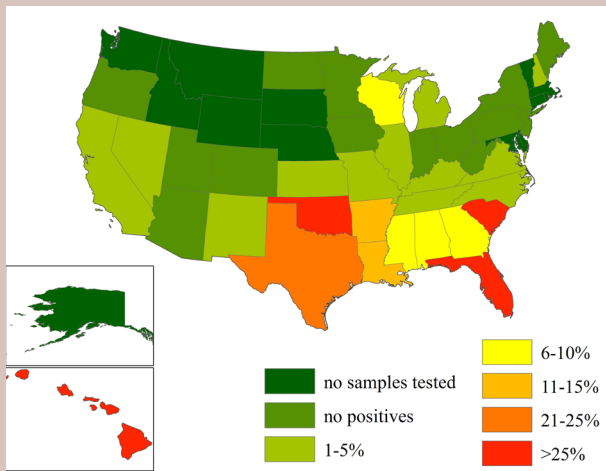 no samples tested
no positives
1-5%
6-10%
11-15%
21-25%
>25%